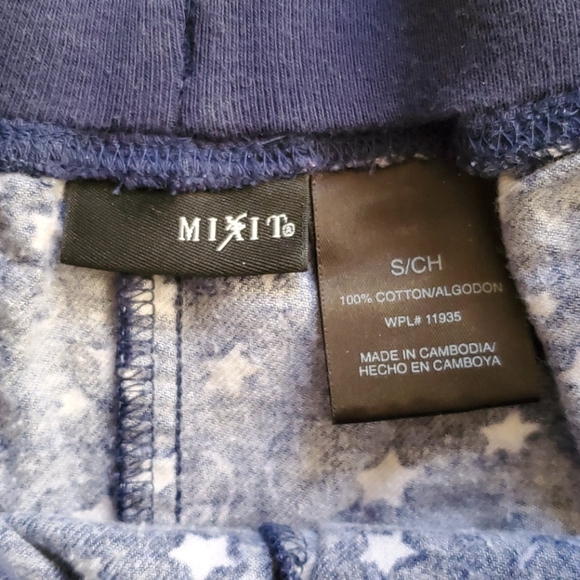 MIXIT®
S/CH
100% COTTON/ALGODON
WPL# 11935
MADE IN CAMBODIA/
HECHO EN CAMBOYA